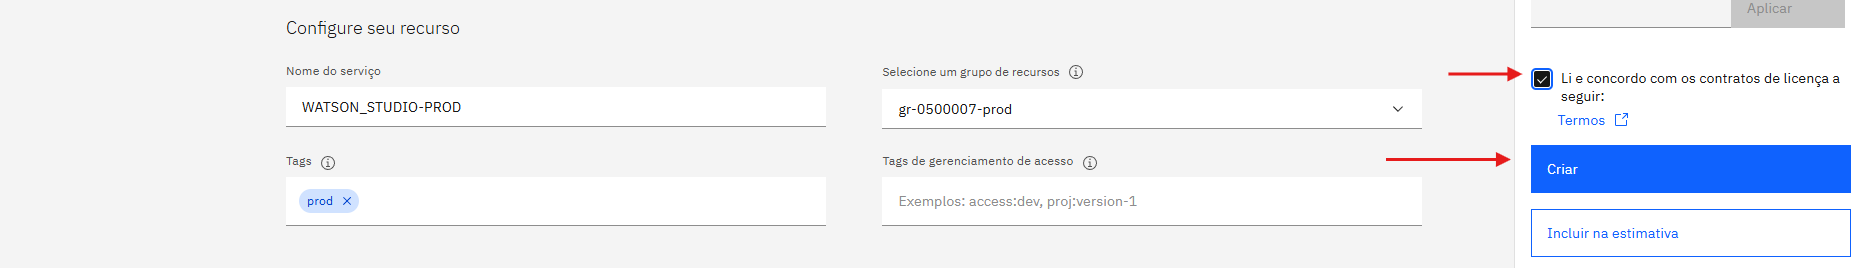 Configure seu recurso
Nome do serviço
WATSON_STUDIO-PROD
Selecione um grupo de recursos
gr-0500007-prod
Tags
prod
Tags de gerenciamento de acesso
Exemplos: access:dev, proj:version-1
Aplicar
Li e concordo com os contratos de licença a
seguir:
Termos
Criar
Incluir na estimativa